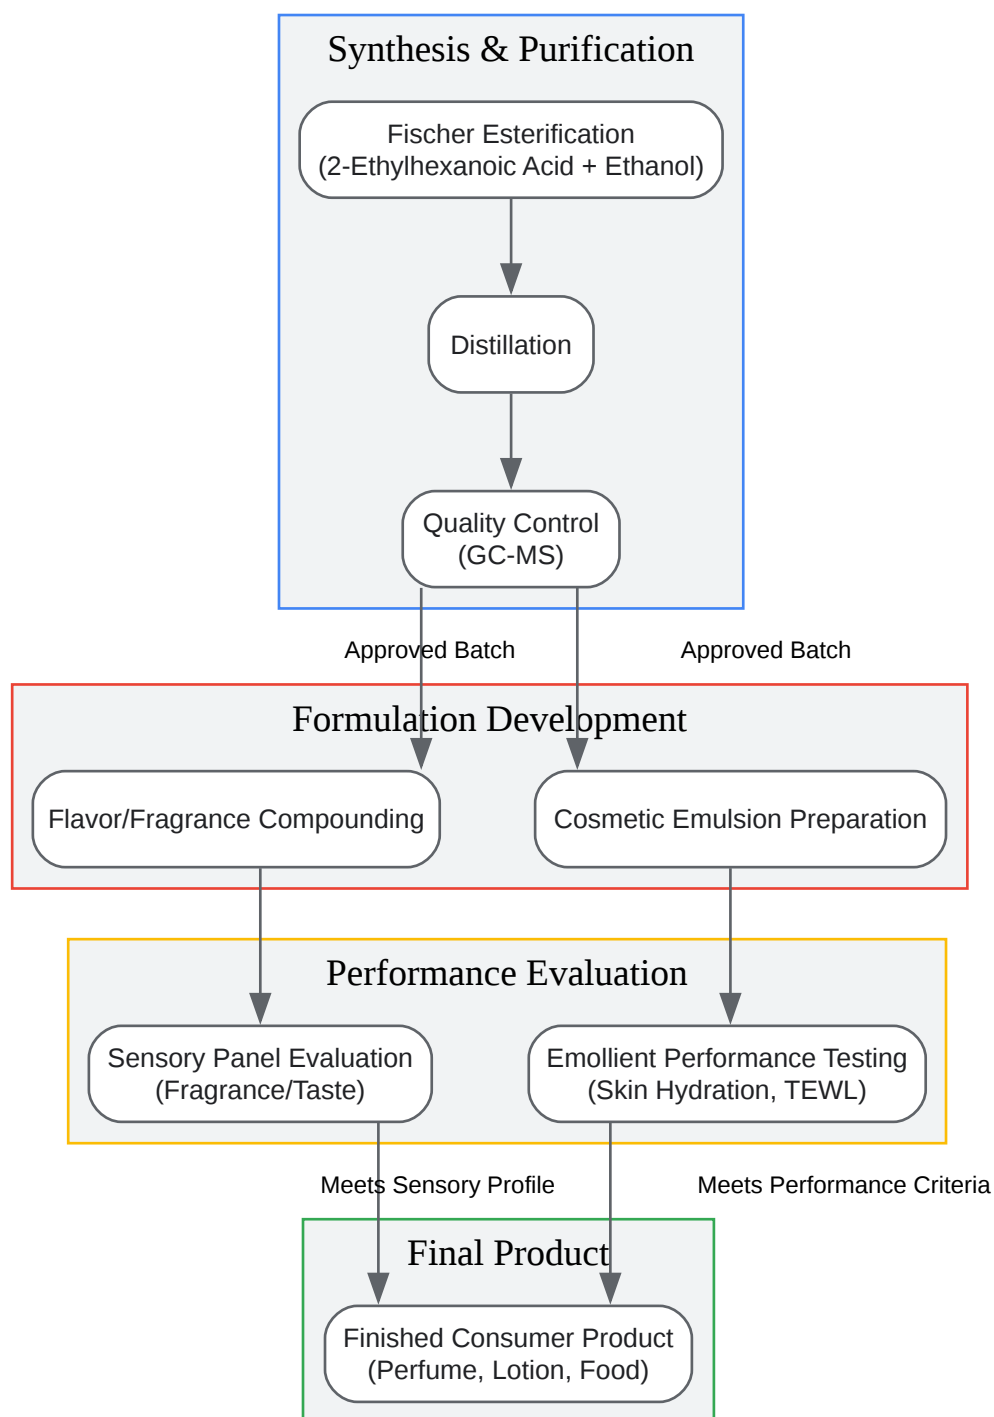 Synthesis & Purification
Fischer Esterification
(2-Ethylhexanoic Acid + Ethanol)
Distillation
Quality Control
(GC-MS)
Approved Batch
Approved Batch
Formulation Development
Flavor/Fragrance Compounding
Cosmetic Emulsion Preparation
Performance Evaluation
Sensory Panel Evaluation
(Fragrance/Taste)
Emollient Performance Testing
(Skin Hydration, TEWL)
Meets Sensory Profile
Meets Performance Criteria
Final Product
Finished Consumer Product
(Perfume, Lotion, Food)